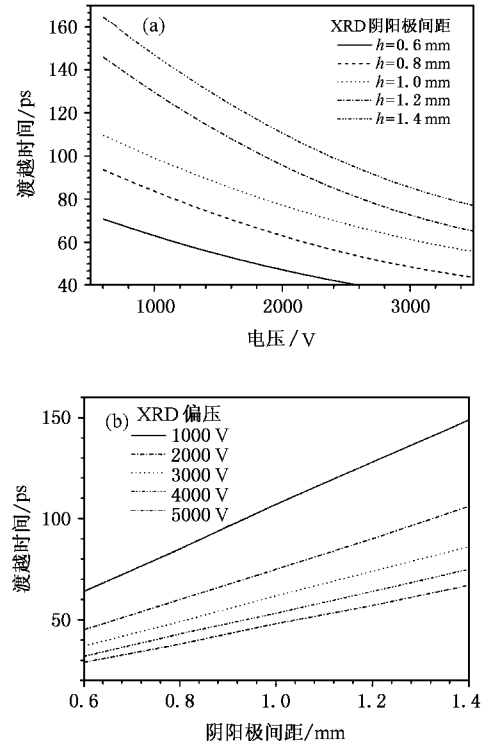 160
140
120
100
80
60
40
渡越时间/ps
(a)
XRD阴阳极间距
h=0.6 mm
h=0.8 mm
h=1.0 mm
h=1.2 mm
h=1.4 mm
1000
2000
3000
电压/V
150
100
50
渡越时间/ps
(b)
XRD 偏压
1000 V
2000 V
3000 V
4000 V
5000 V
0.6
0.8
1.0
1.2
1.4
阴阳极间距/mm